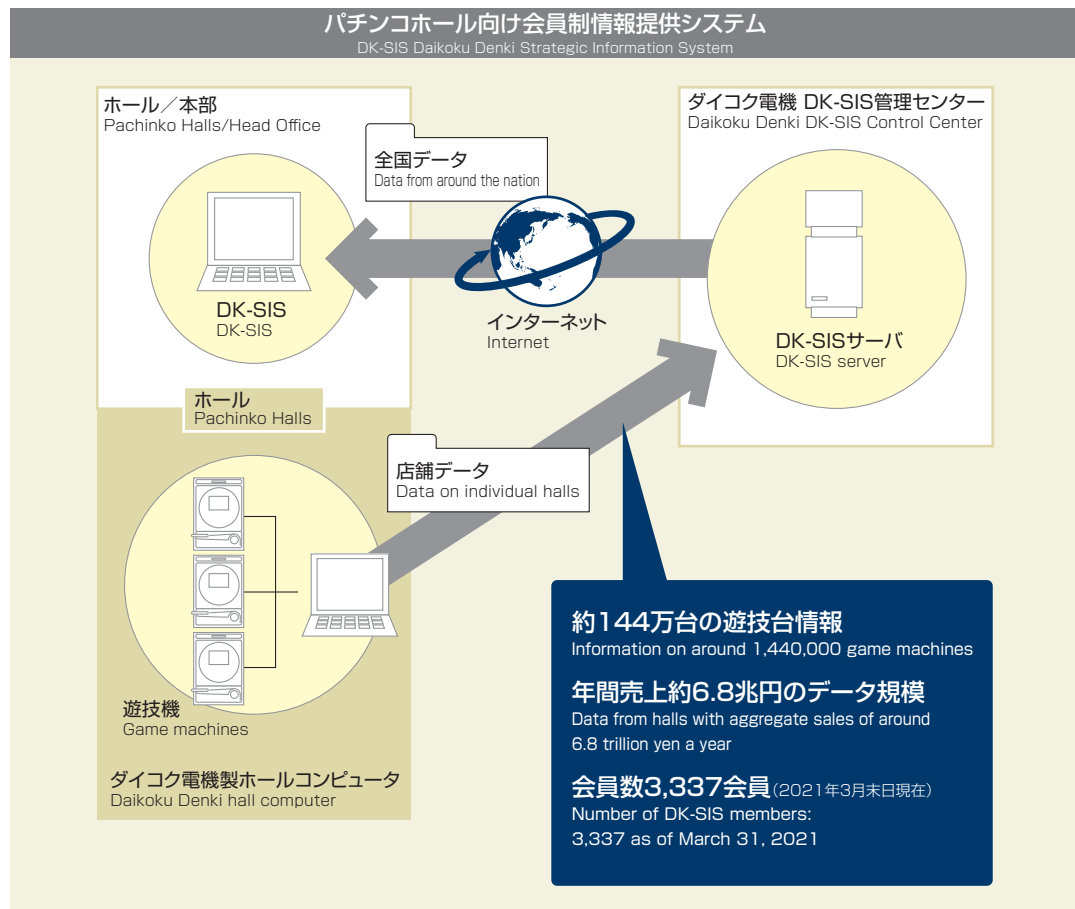 パチンコホール向け会員制情報提供システム
DK-SIS Daikoku Denki Strategic Information System
ホール／本部
Pachinko Halls/Head Office
全国データ
Data from around the nation
ダイコク電機 DK-SIS管理センター
Daikoku Denki DK-SIS Control Center
DK-SIS
DK-SIS
インターネット
Internet
DK-SISサーバ
DK-SIS server
ホール
Pachinko Halls
店舗データ
Data on individual halls
遊技機
Game machines
ダイコク電機製ホールコンピュータ
Daikoku Denki hall computer
約144万台の遊技台情報
Information on around 1,440,000 game machines
年間売上約6.8兆円のデータ規模
Data from halls with aggregate sales of around
6.8 trillion yen a year
会員数3,337会員（2021年3月末日現在）
Number of DK-SIS members:
3,337 as of March 31, 2021